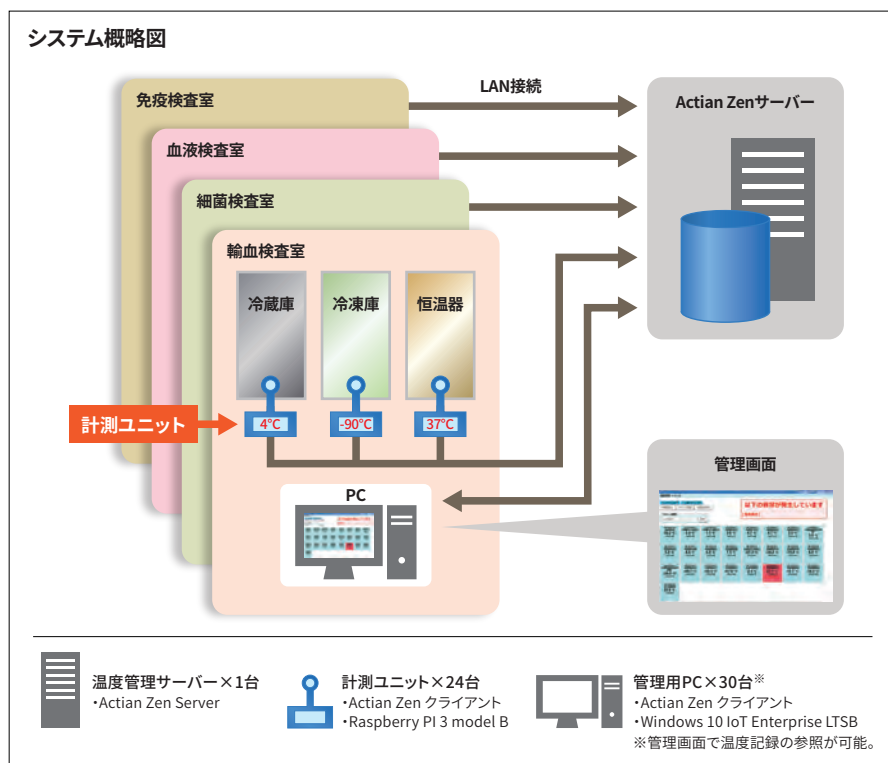 システム概略図
免疫検査室
LAN接続
Actian Zenサーバー
血液検査室
細菌検査室
輸血検査室
冷蔵庫
冷凍庫
恒温器
計測ユニット
4℃
-90℃
37℃
PC
管理画面
以下の警報が発生しています
温度管理サーバー×1台
・Actian Zen Server
計測ユニット×24台
・Actian Zen クライアント
・Raspberry PI 3 model B
管理用PC×30台※
・Actian Zen クライアント
・Windows 10 IoT Enterprise LTSB
※管理画面で温度記録の参照が可能。